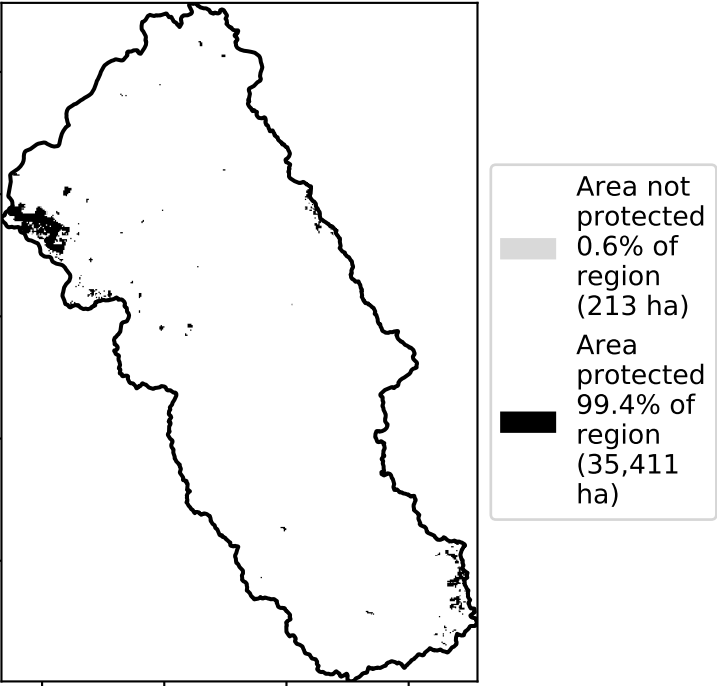 Area not
protected
0.6% of
region
(213 ha)
Area
protected
99.4% of
region
(35,411
ha)